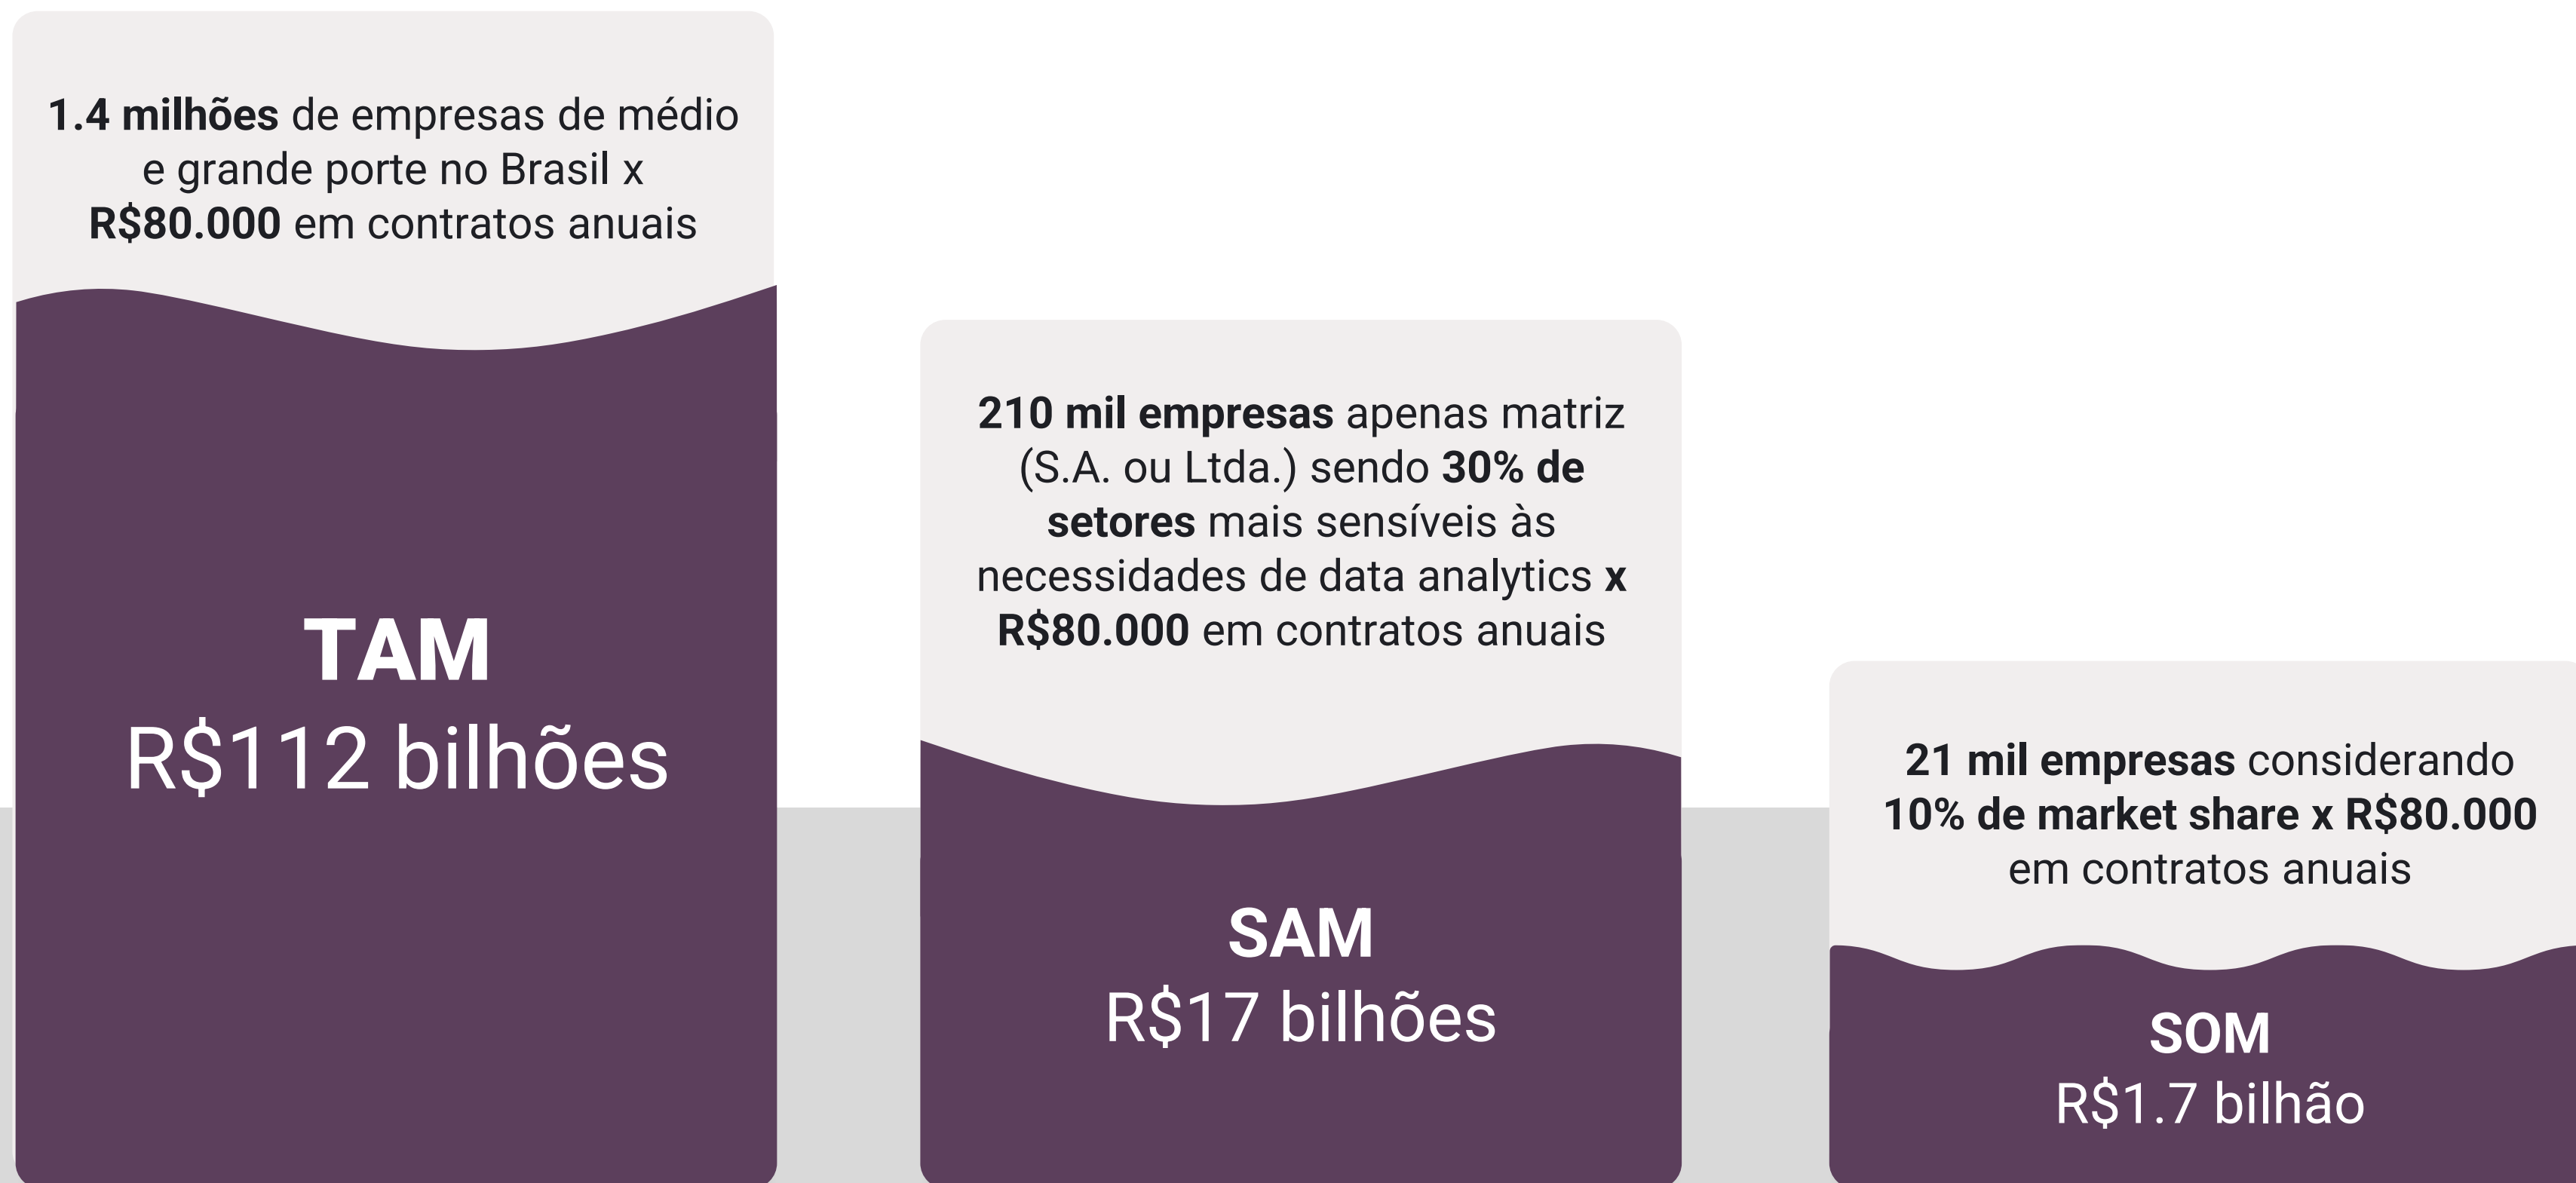 1.4 milhões de empresas de médio
e grande porte no Brasil x
R$80.000 em contratos anuais
TAM
R$112 bilhões
210 mil empresas apenas matriz
(S.A. ou Ltda.) sendo 30% de
setores mais sensíveis às
necessidades de data analytics x
R$80.000 em contratos anuais
SAM
R$17 bilhões
21 mil empresas considerando
10% de market share x R$80.000
em contratos anuais
SOM
R$1.7 bilhão